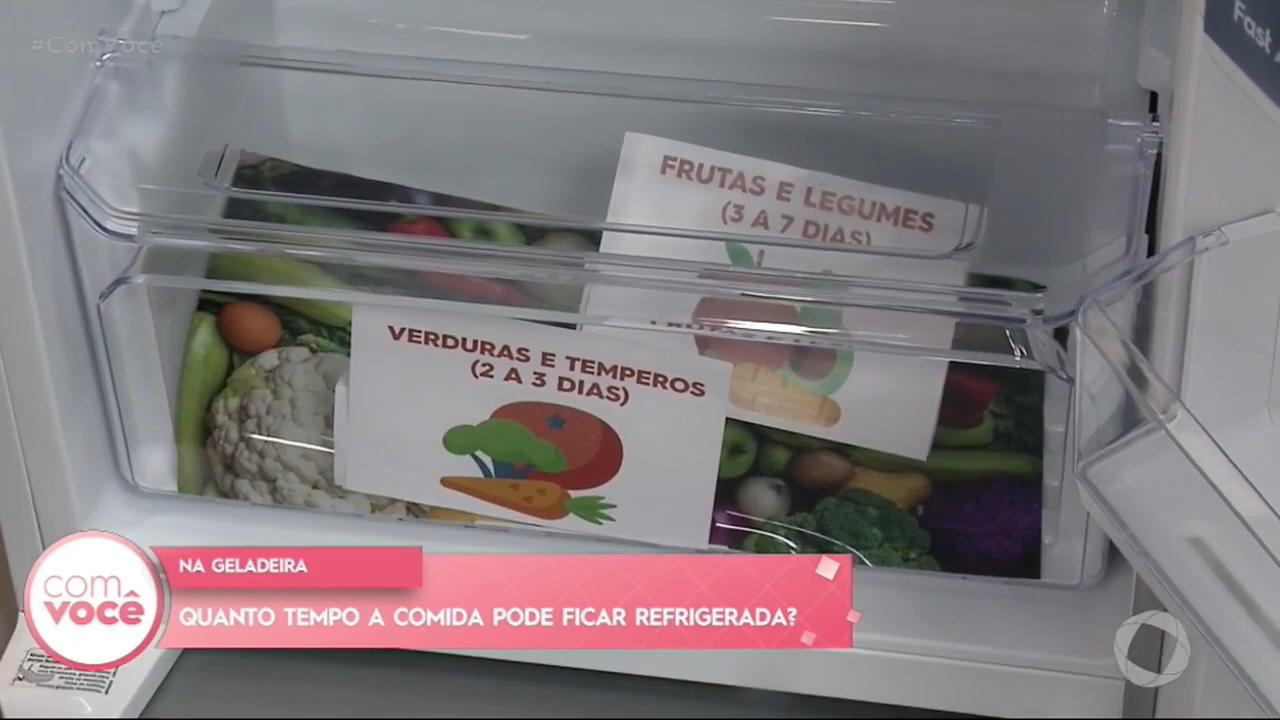 #ComVocê
Fast
FRUTAS E LEGUMES
(3 A 7 DIAS)
VERDURAS E TEMPEROS
(2 A 3 DIAS)
NA GELADEIRA
com
você
QUANTO TEMPO A COMIDA PODE FICAR REFRIGERADA?